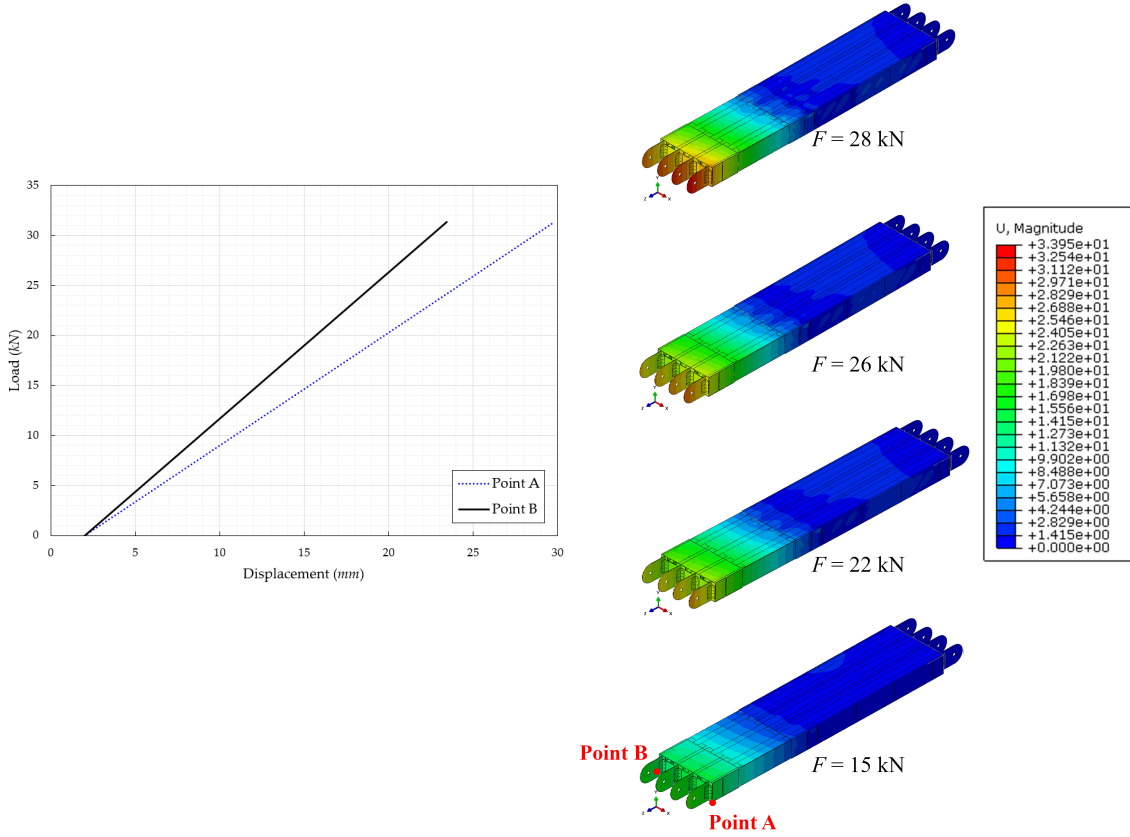 F = 28 kN
F = 26 kN
F = 22 kN
F = 15 kN
Point B
Point A
35
30
25
20
15
10
5
0
0
5
10
15
20
25
30
Load (kN)
Displacement (mm)
Point A
Point B
U, Magnitude
+3.395e+01
+3.254e+01
+3.112e+01
+2.971e+01
+2.829e+01
+2.688e+01
+2.546e+01
+2.405e+01
+2.263e+01
+2.122e+01
+1.980e+01
+1.839e+01
+1.698e+01
+1.556e+01
+1.415e+01
+1.273e+01
+1.132e+01
+9.902e+00
+8.488e+00
+7.073e+00
+5.658e+00
+4.244e+00
+2.829e+00
+1.415e+00
+0.000e+00